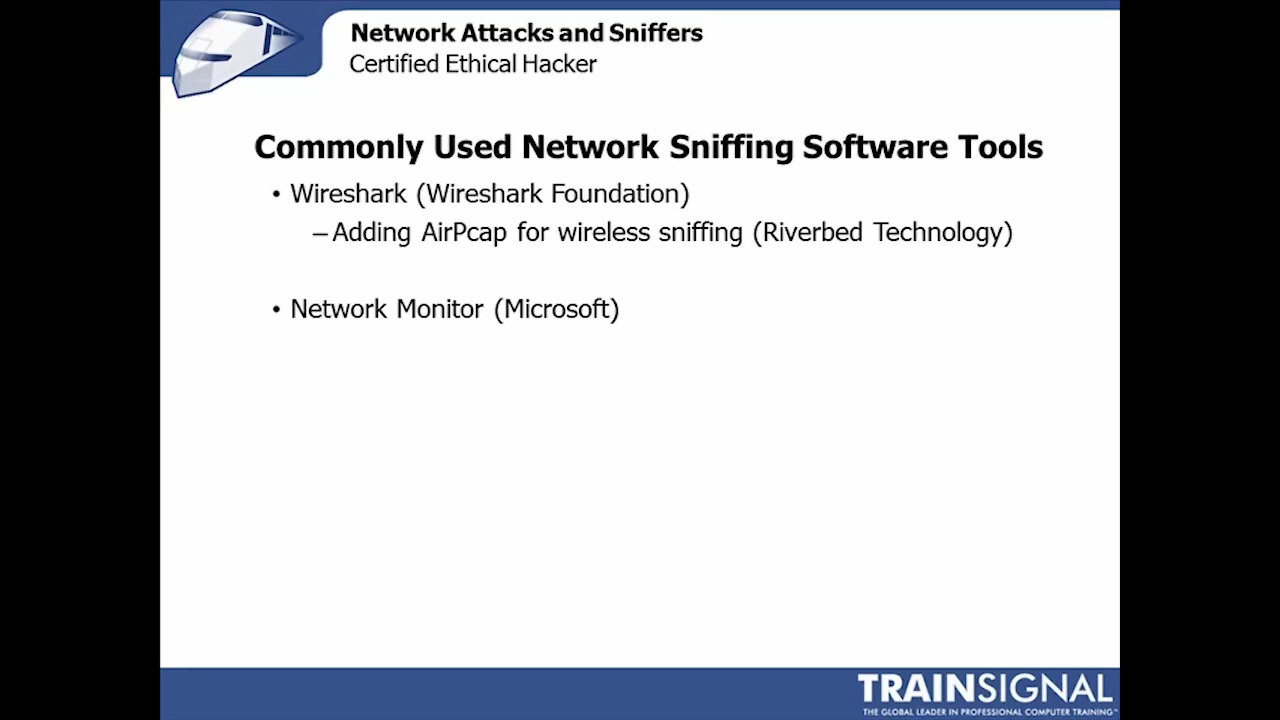 Network Attacks and Sniffers
Certified Ethical Hacker
Commonly Used Network Sniffing Software Tools
• Wireshark (Wireshark Foundation)
– Adding AirPcap for wireless sniffing (Riverbed Technology)
• Network Monitor (Microsoft)
TRAINSIGNAL
THE GLOBAL LEADER IN PROFESSIONAL COMPUTER TRAINING™